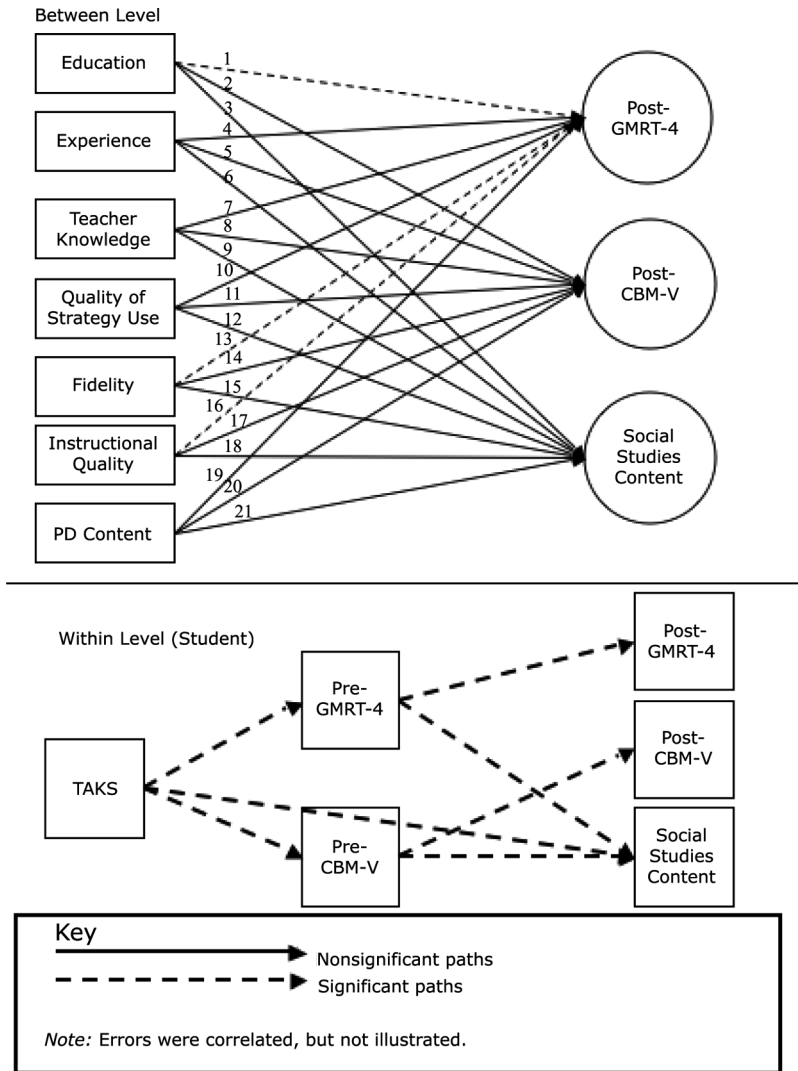 Between Level
Education
Experience
Teacher
Knowledge
Quality of
Strategy Use
Fidelity
Instructional
Quality
PD Content
1
2
3
4
5
6
7
8
9
10
11
12
13
14
15
16
17
18
19
20
21
Post-
GMRT-4
Post-
CBM-V
Social
Studies
Content
Within Level (Student)
TAKS
Pre-
GMRT-4
Pre-
CBM-V
Post-
GMRT-4
Post-
CBM-V
Social
Studies
Content
Key
Nonsignificant paths
Significant paths
Note: Errors were correlated, but not illustrated.